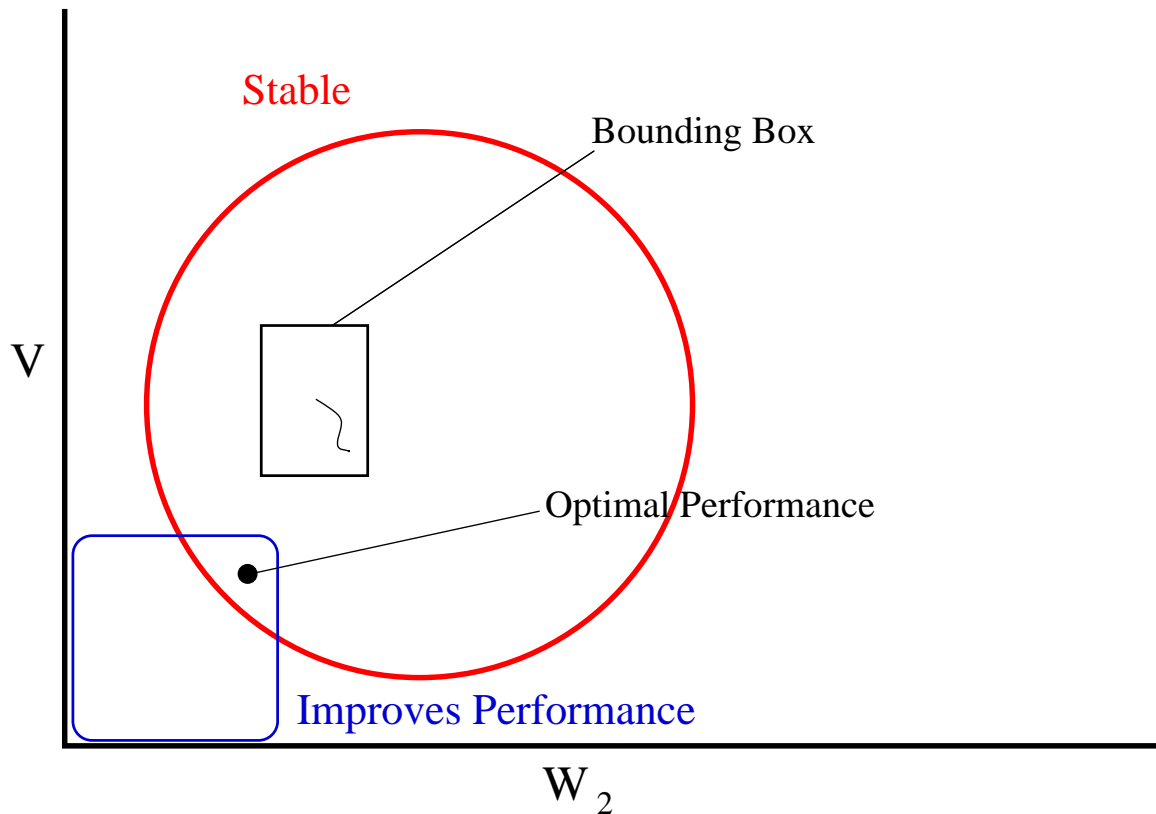 Stable
Bounding Box
V
Optimal Performance
Improves Performance
W 2